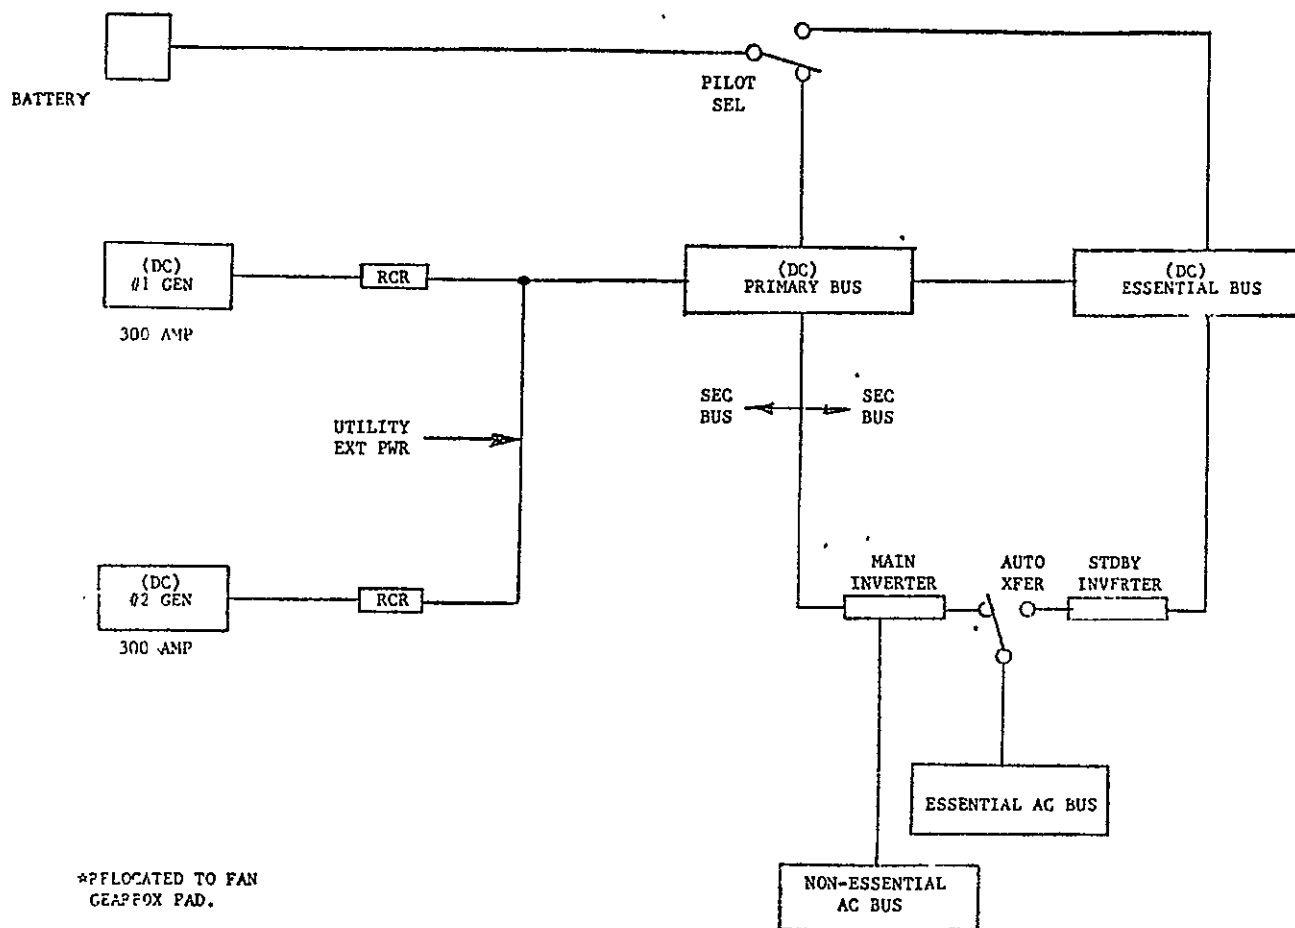 BATTERY
PILOT
SEL
(DC)
#1 GEN
300 AMP
RCR
(DC)
PRIMARY BUS
(DC)
ESSENTIAL BUS
SEC
BUS
SEC
BUS
UTILITY
EXT PWR
(DC)
#2 GEN
300 AMP
RCR
MAIN
INVERTER
AUTO
XFER
STDBY
INVERTER
ESSENTIAL AC BUS
NON-ESSENTIAL
AC BUS
*RELOCATED TO FAN
GEARBOX PAD.